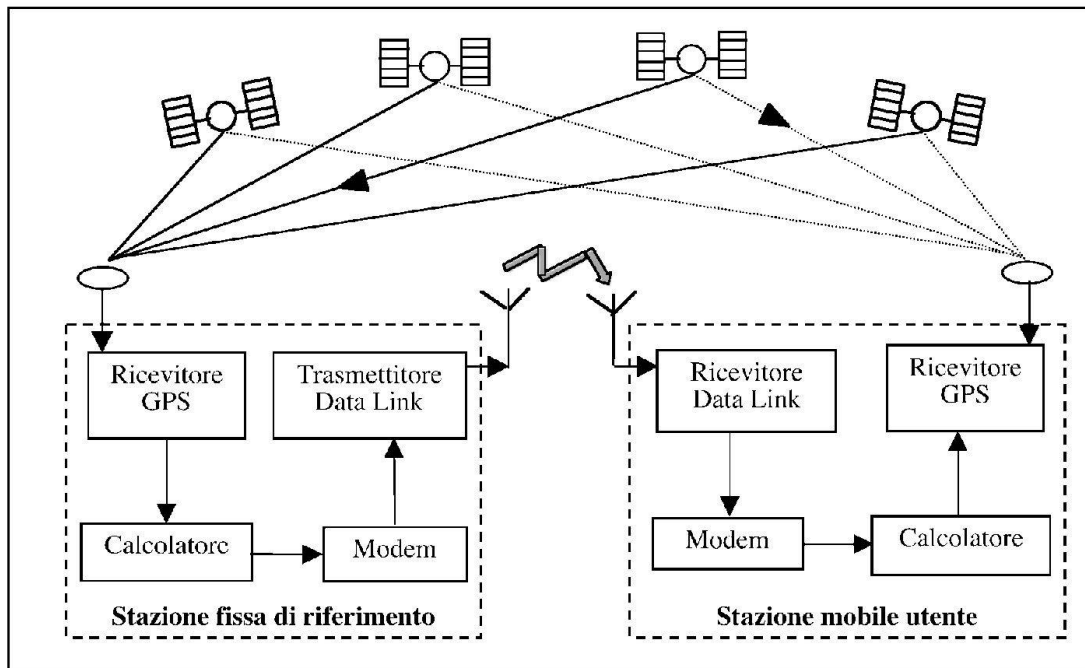 Ricevitore
GPS
Trasmettitore
Data Link
Ricevitore
Data Link
Ricevitore
GPS
Calcolatore
Modem
Modem
Calcolatore
Stazione fissa di riferimento
Stazione mobile utente